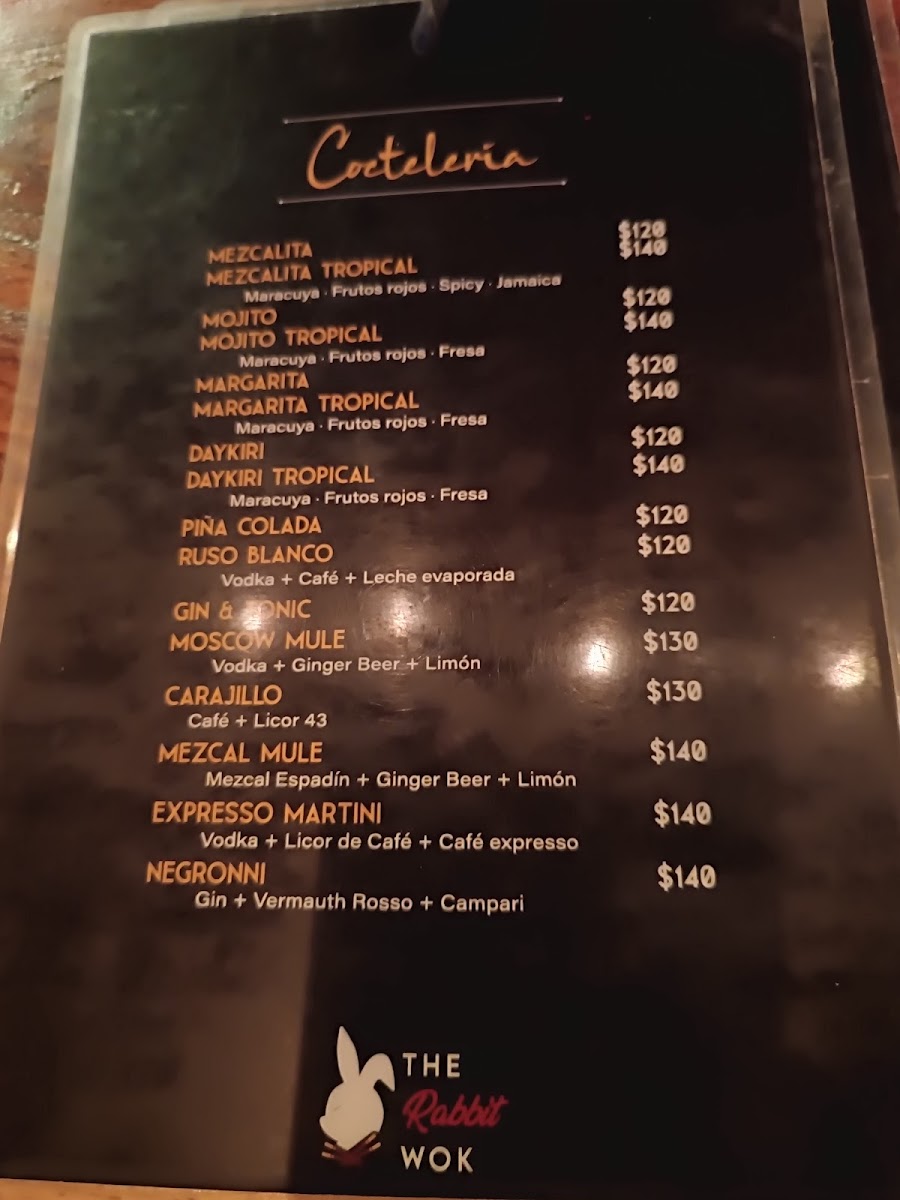 Coctelería
MEZCALITA $120
MEZCALITA TROPICAL $140
Maracuya · Frutos rojos · Spicy · Jamaica
MOJITO $120
MOJITO TROPICAL $140
Maracuya · Frutos rojos · Fresa
MARGARITA $120
MARGARITA TROPICAL $140
Maracuya · Frutos rojos · Fresa
DAYKIRI $120
DAYKIRI TROPICAL $140
Maracuya · Frutos rojos · Fresa
PIÑA COLADA $120
RUSO BLANCO $120
Vodka + Café + Leche evaporada
GIN & TONIC $120
MOSCOW MULE $130
Vodka + Ginger Beer + Limón
CARAJILLO $130
Café + Licor 43
MEZCAL MULE $140
Mezcal Espadín + Ginger Beer + Limón
EXPRESSO MARTINI $140
Vodka + Licor de Café + Café expresso
NEGRONNI $140
Gin + Vermauth Rosso + Campari
THE
Rabbit
WOK